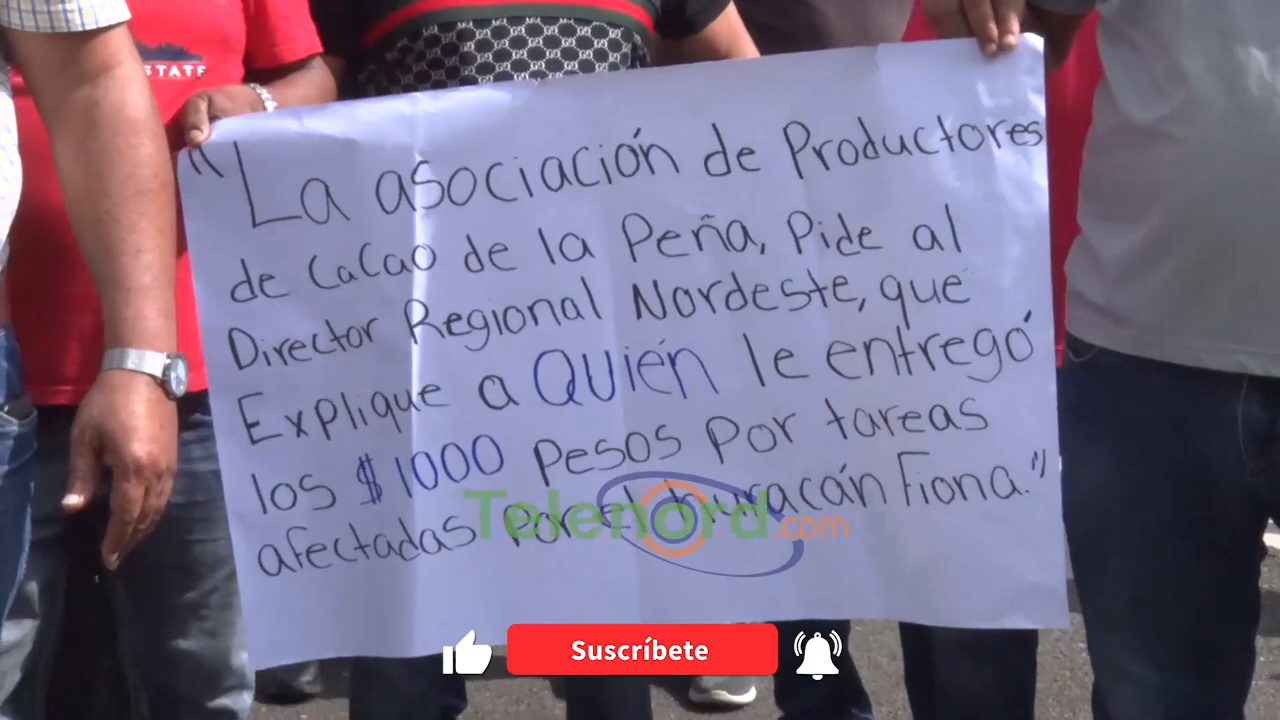 STATE
"La asociación de Productores
de Cacao de la Peña, Pide al
Director Regional Nordeste, que
Explique a QUién le entregó
los $1000 Pesos Por tareas
afectadas Por el huracán Fiona."
Telenord.com
Suscríbete